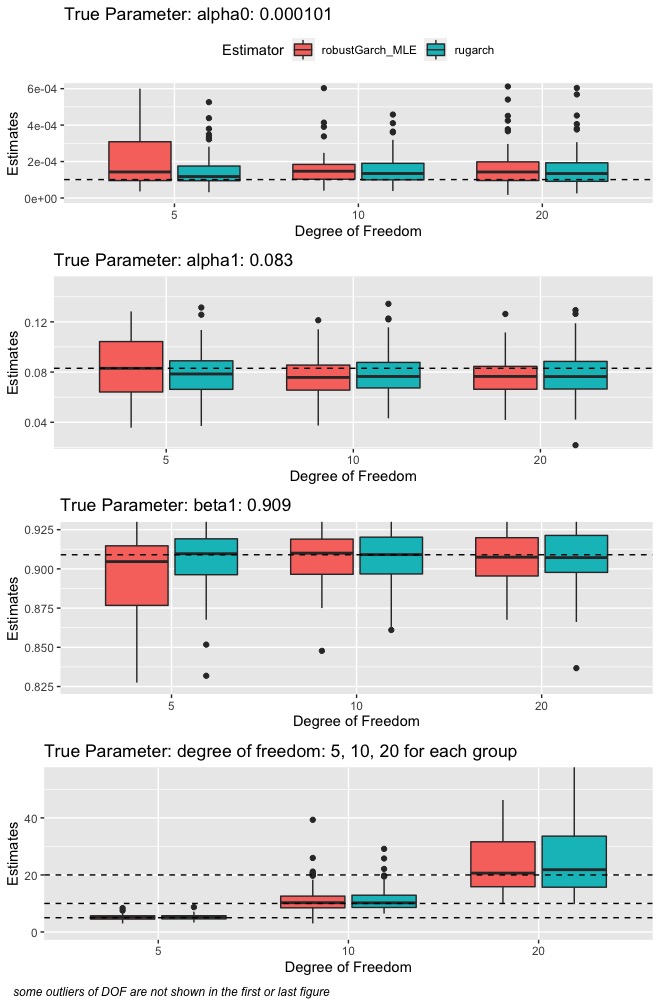 True Parameter: alpha0: 0.000101
Estimator robustGarch_MLE rugarch
6e-04
4e-04
2e-04
0e+00
Estimates
5 10 20
Degree of Freedom
True Parameter: alpha1: 0.083
0.12
0.08
0.04
Estimates
5 10 20
Degree of Freedom
True Parameter: beta1: 0.909
0.925
0.900
0.875
0.850
0.825
Estimates
5 10 20
Degree of Freedom
True Parameter: degree of freedom: 5, 10, 20 for each group
40
20
0
Estimates
5 10 20
Degree of Freedom
some outliers of DOF are not shown in the first or last figure